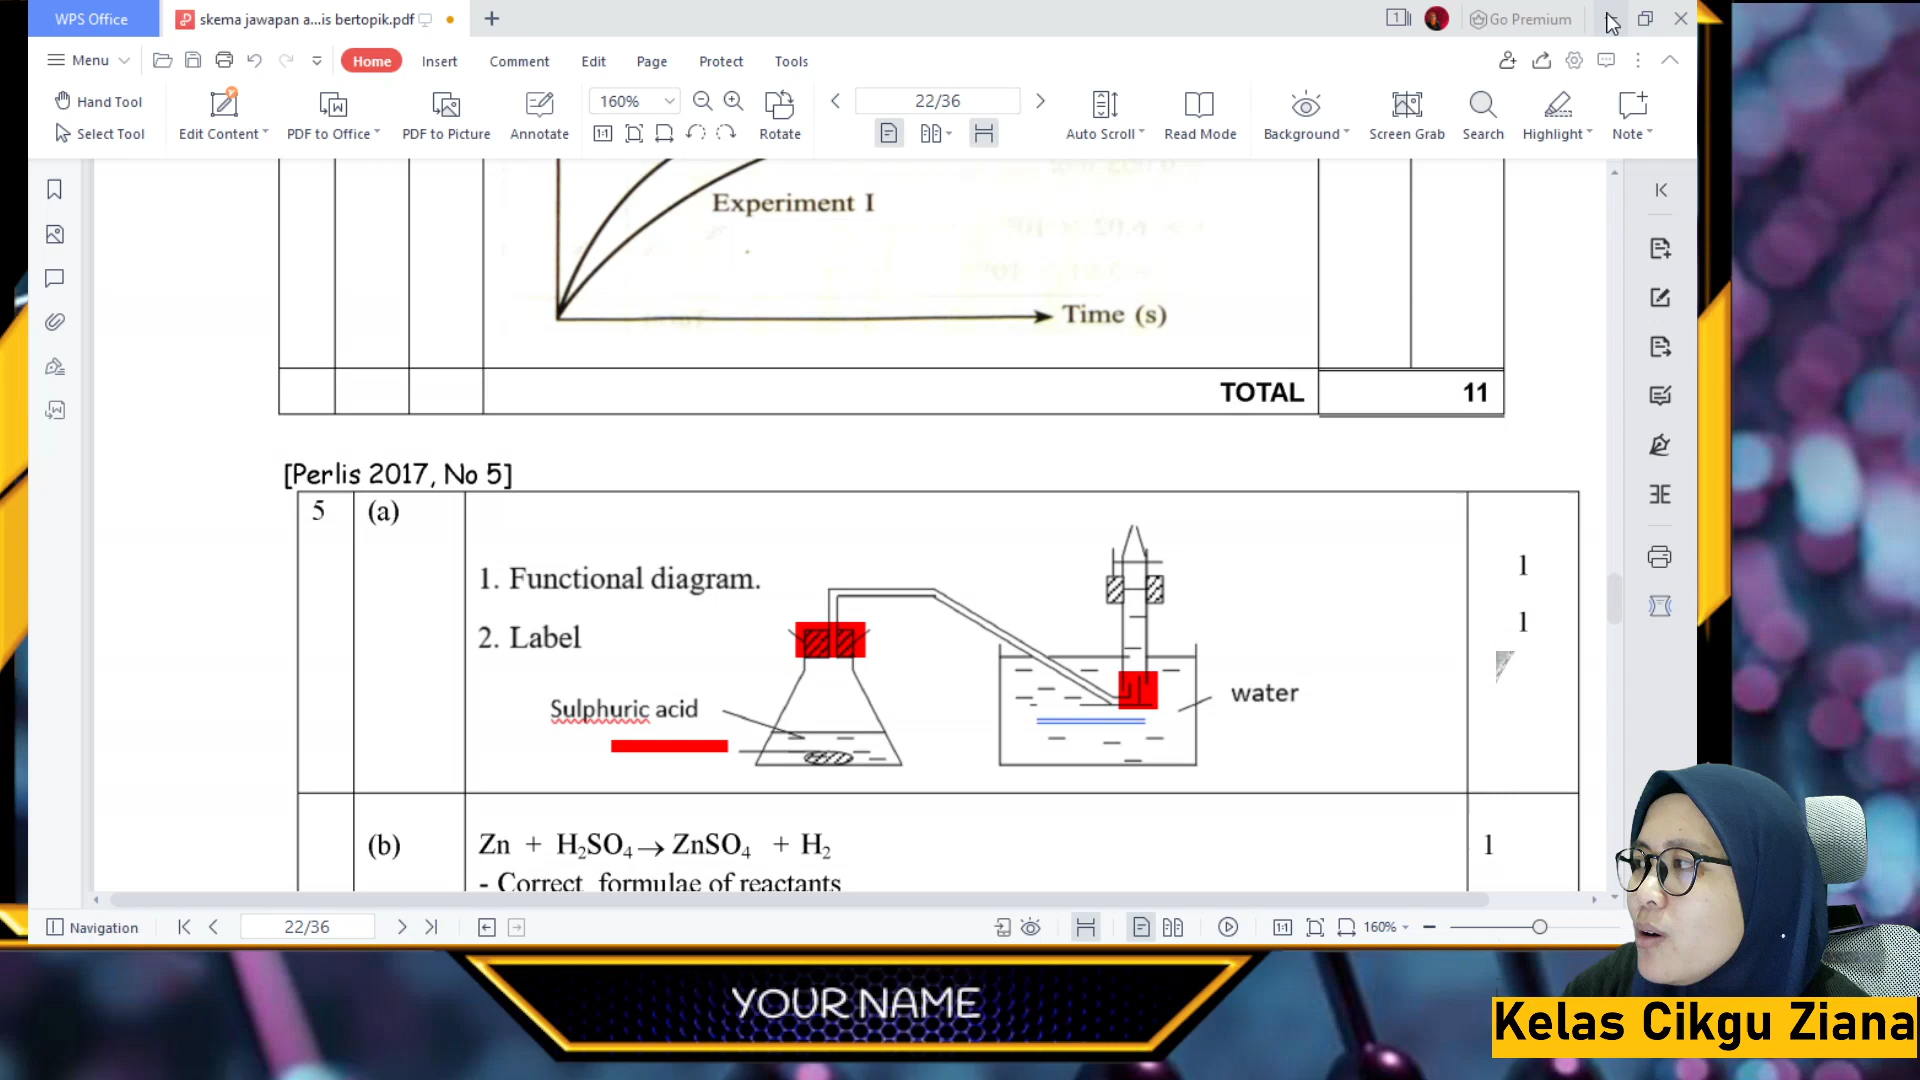 WPS Office
skema jawapan a...is bertopik.pdf
1
Go Premium
Menu
Home
Insert
Comment
Edit
Page
Protect
Tools
Hand Tool
Select Tool
Edit Content
PDF to Office
PDF to Picture
Annotate
160%
22/36
Rotate
Auto Scroll
Read Mode
Background
Screen Grab
Search
Highlight
Note
Experiment I
Time (s)
TOTAL
11
[Perlis 2017, No 5]
5 (a)
1. Functional diagram.
1
2. Label
1
Sulphuric acid
water
(b) Zn + H₂SO₄ → ZnSO₄ + H₂
1
- Correct formulae of reactants
Navigation
22/36
160%
YOUR NAME
Kelas Cikgu Ziana